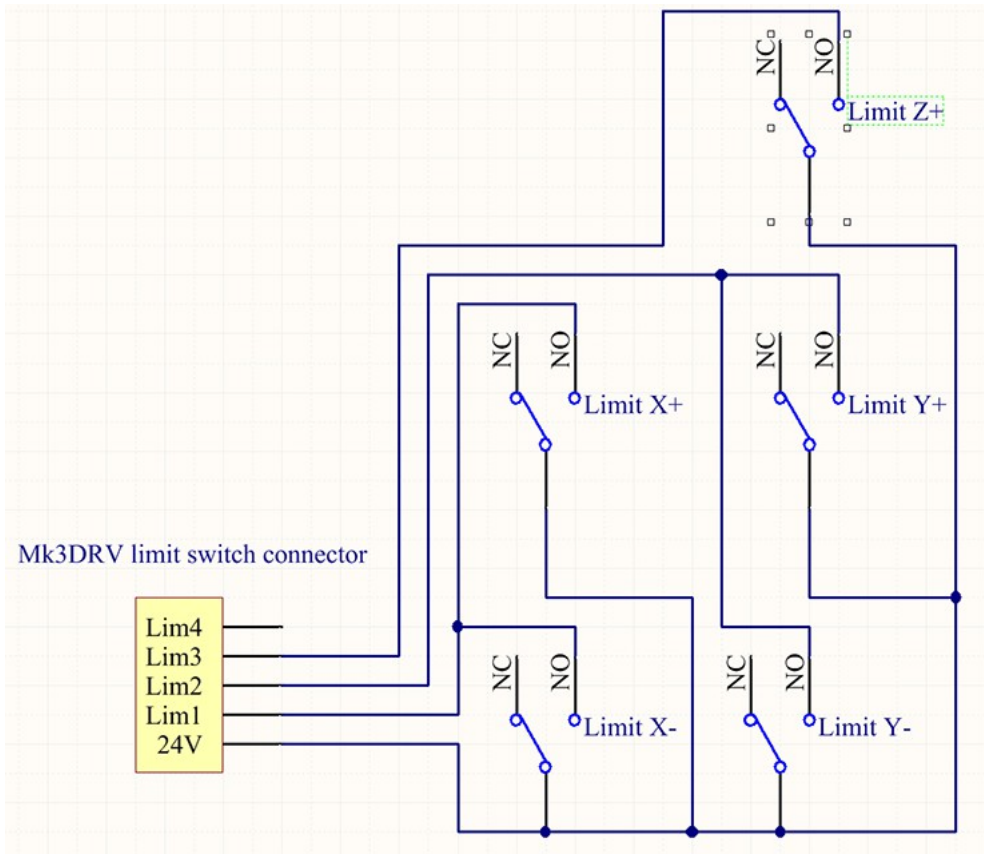 NC
NO
Limit Z+
NC
NO
Limit X+
NC
NO
Limit Y+
Mk3DRV limit switch connector
Lim4
Lim3
Lim2
Lim1
24V
NC
NO
Limit X-
NC
NO
Limit Y-